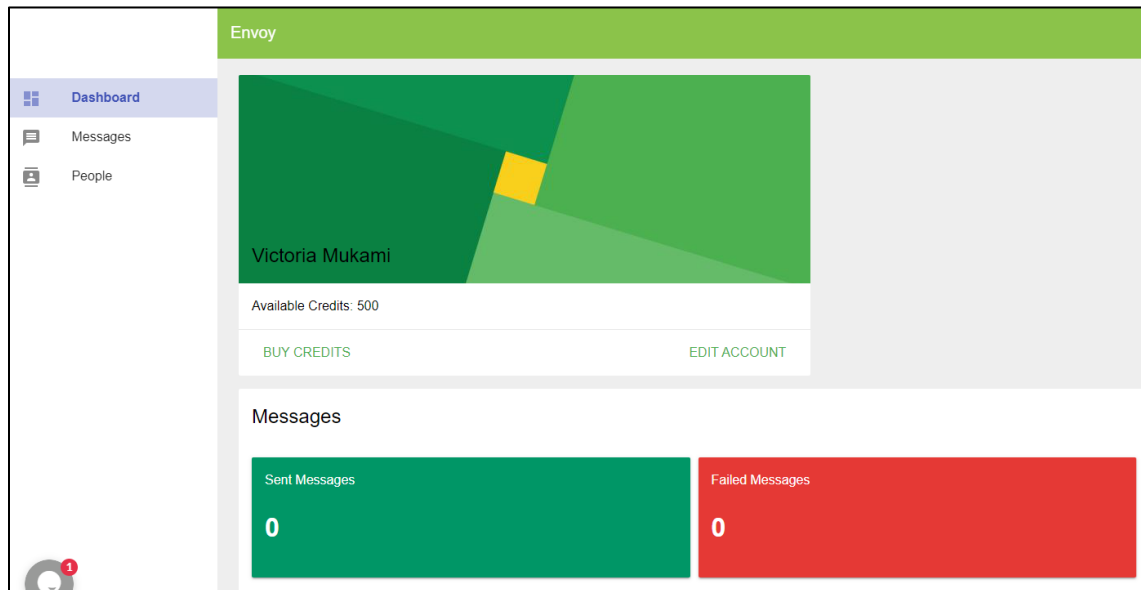 Envoy
Dashboard
Messages
People
Victoria Mukami
Available Credits: 500
BUY CREDITS
EDIT ACCOUNT
Messages
Sent Messages
0
Failed Messages
0
1